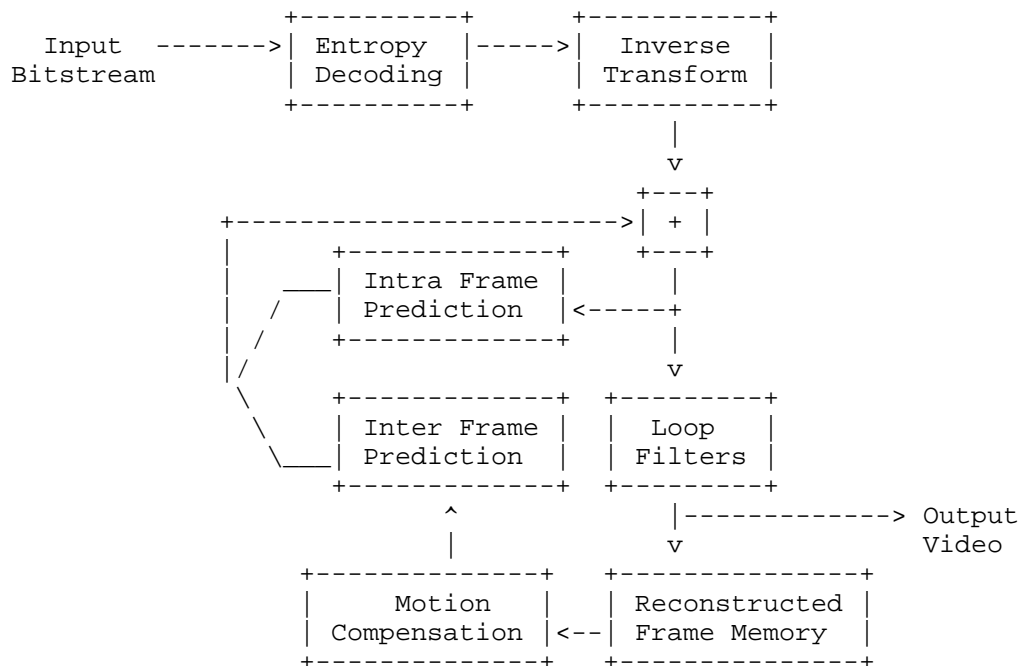 Input
Bitstream
Entropy
Decoding
Inverse
Transform
+
Intra Frame
Prediction
Inter Frame
Prediction
Loop
Filters
Output
Video
Motion
Compensation
Reconstructed
Frame Memory